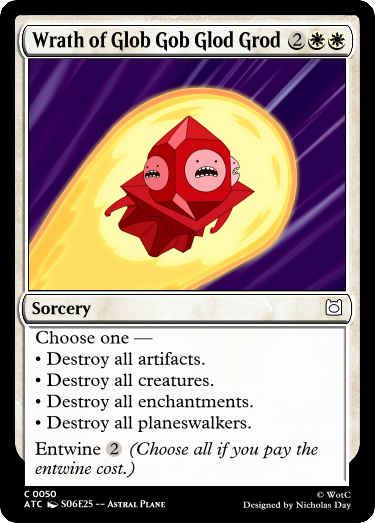 Wrath of Glob Gob Glod Grod 2
Sorcery
Choose one —
• Destroy all artifacts.
• Destroy all creatures.
• Destroy all enchantments.
• Destroy all planeswalkers.
Entwine 2 (Choose all if you pay the
entwine cost.)
C 0050
ATC S06E25 -- Astral Plane
© WotC
Designed by Nicholas Day